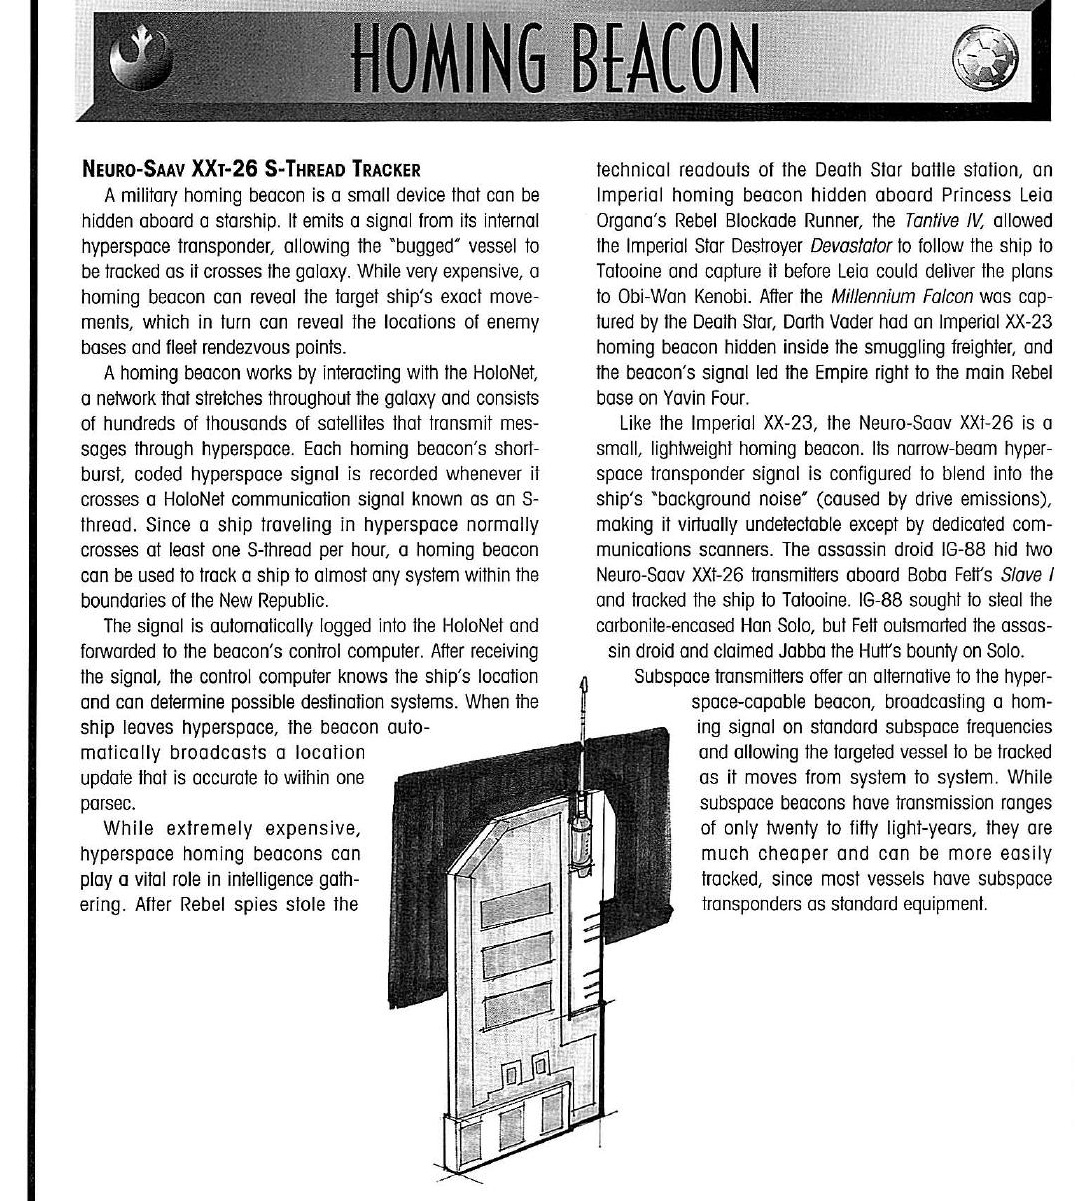 HOMING BEACON
NEURO-SAAV XXT-26 S-THREAD TRACKER
A military homing beacon is a small device that can be
hidden aboard a starship. It emits a signal from its internal
hyperspace transponder, allowing the "bugged" vessel to
be tracked as it crosses the galaxy. While very expensive, a
homing beacon can reveal the target ship's exact move-
ments, which in turn can reveal the locations of enemy
bases and fleet rendezvous points.
A homing beacon works by interacting with the HoloNet,
a network that stretches throughout the galaxy and consists
of hundreds of thousands of satellites that transmit mes-
sages through hyperspace. Each homing beacon's short-
burst, coded hyperspace signal is recorded whenever it
crosses a HoloNet communication signal known as an S-
thread. Since a ship traveling in hyperspace normally
crosses at least one S-thread per hour, a homing beacon
can be used to track a ship to almost any system within the
boundaries of the New Republic.
The signal is automatically logged into the HoloNet and
forwarded to the beacon's control computer. After receiving
the signal, the control computer knows the ship's location
and can determine possible destination systems. When the
ship leaves hyperspace, the beacon auto-
matically broadcasts a location
update that is accurate to within one
parsec.
While extremely expensive,
hyperspace homing beacons can
play a vital role in intelligence gath-
ering. After Rebel spies stole the
technical readouts of the Death Star battle station, an
Imperial homing beacon hidden aboard Princess Leia
Organa's Rebel Blockade Runner, the Tantive IV, allowed
the Imperial Star Destroyer Devastator to follow the ship to
Tatooine and capture it before Leia could deliver the plans
to Obi-Wan Kenobi. After the Millennium Falcon was cap-
tured by the Death Star, Darth Vader had an Imperial XX-23
homing beacon hidden inside the smuggling freighter, and
the beacon's signal led the Empire right to the main Rebel
base on Yavin Four.
Like the Imperial XX-23, the Neuro-Saav XXt-26 is a
small, lightweight homing beacon. Its narrow-beam hyper-
space transponder signal is configured to blend into the
ship's "background noise" (caused by drive emissions),
making it virtually undetectable except by dedicated com-
munications scanners. The assassin droid IG-88 hid two
Neuro-Saav XXt-26 transmitters aboard Boba Fett's Slave I
and tracked the ship to Tatooine. IG-88 sought to steal the
carbonite-encased Han Solo, but Fett outsmarted the assas-
sin droid and claimed Jabba the Hutt's bounty on Solo.
Subspace transmitters offer an alternative to the hyper-
space-capable beacon, broadcasting a hom-
ing signal on standard subspace frequencies
and allowing the targeted vessel to be tracked
as it moves from system to system. While
subspace beacons have transmission ranges
of only twenty to fifty light-years, they are
much cheaper and can be more easily
tracked, since most vessels have subspace
transponders as standard equipment.